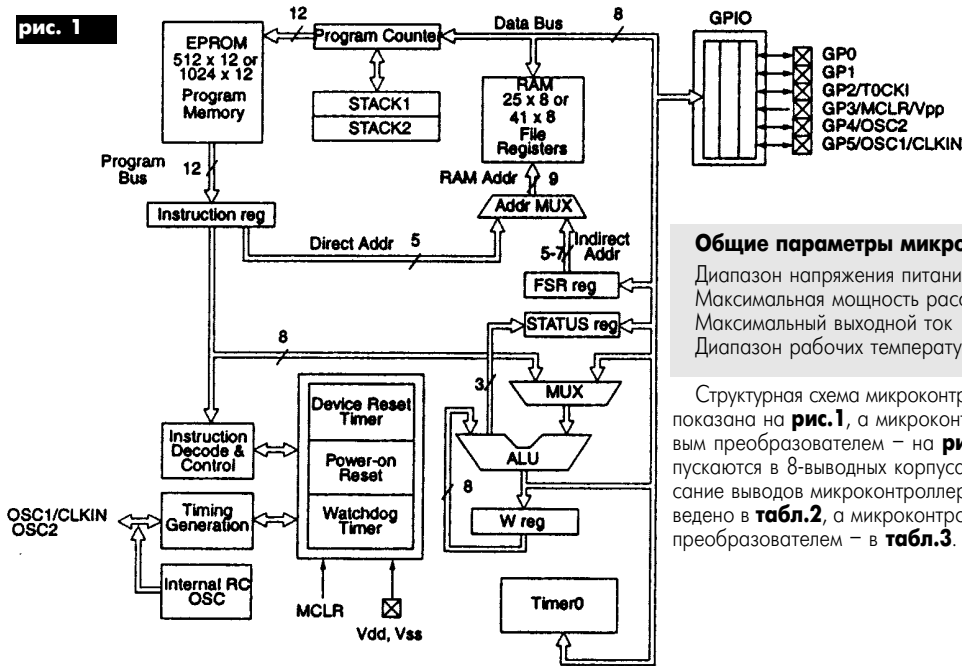 рис. 1
EPROM
512 x 12 or
1024 x 12
Program
Memory
12
Program Counter
STACK1
STACK2
Data Bus
8
RAM
25 x 8 or
41 x 8
File
Registers
GPIO
GP0
GP1
GP2/T0CKI
GP3/MCLR/Vpp
GP4/OSC2
GP5/OSC1/CLKIN
Program
Bus
12
RAM Addr
9
Addr MUX
Instruction reg
Direct Addr
5
5-7
Indirect
Addr
FSR reg
STATUS reg
8
3
MUX
ALU
8
W reg
Device Reset
Timer
Power-on
Reset
Watchdog
Timer
Instruction
Decode &
Control
OSC1/CLKIN
OSC2
Timing
Generation
Internal RC
OSC
MCLR
Vdd, Vss
Timer0
Общие параметры микро
Диапазон напряжения питани
Максимальная мощность расс
Максимальный выходной ток
Диапазон рабочих температу
Структурная схема микроконтр
показана на рис.1, а микроконт
вым преобразователем – на ри
пускаются в 8-выводных корпуса
сание выводов микроконтроллер
ведено в табл.2, а микроконтро
преобразователем – в табл.3.